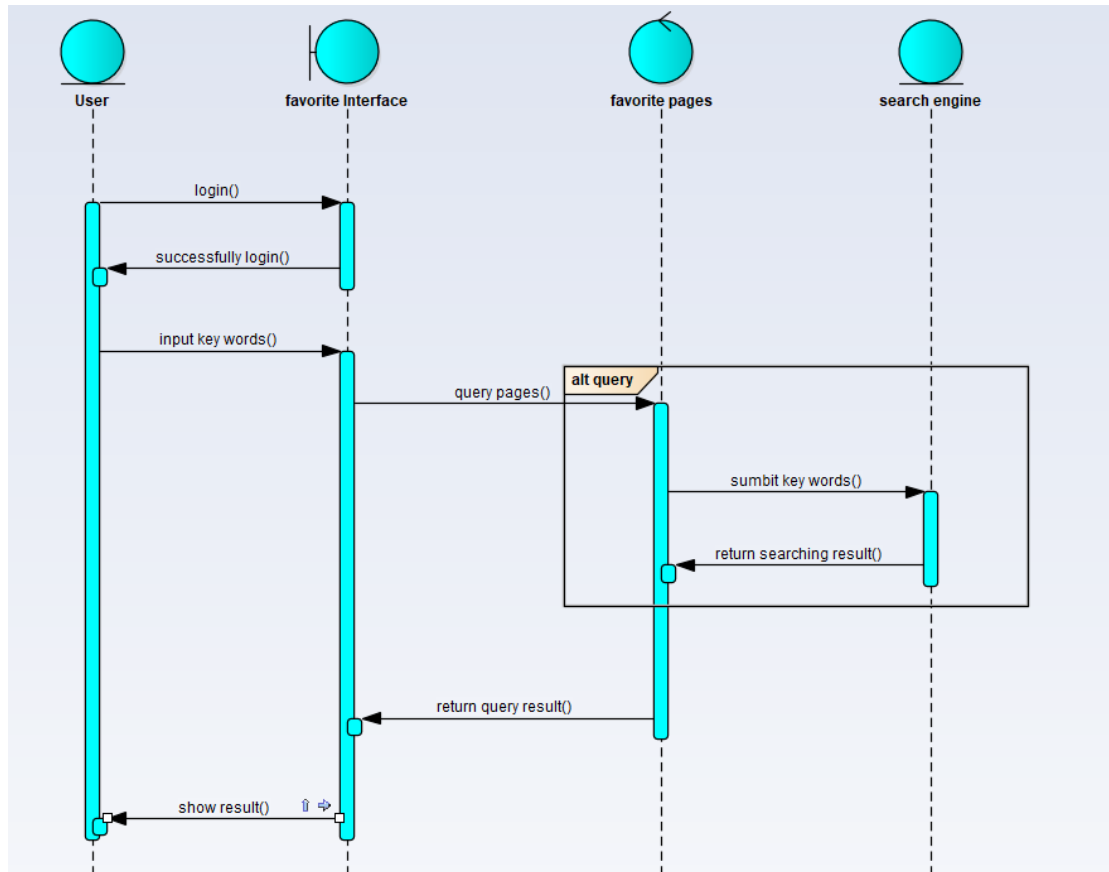 User
favorite Interface
favorite pages
search engine
login()
successfully login()
input key words()
alt query
query pages()
sumbit key words()
return searching result()
return query result()
show result()